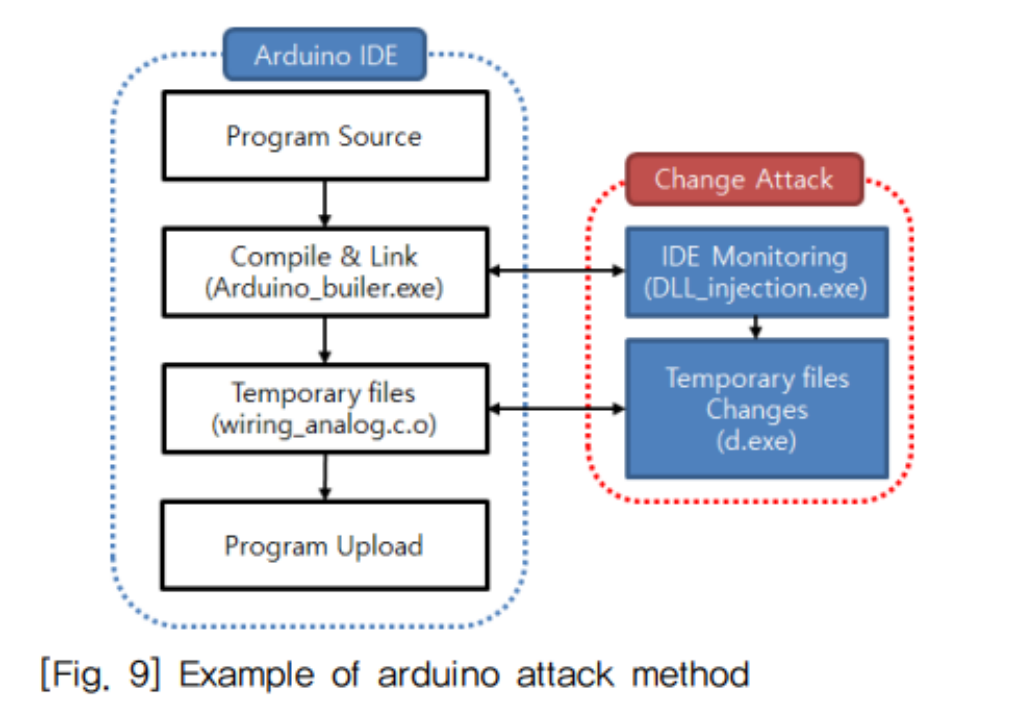 Arduino IDE
Program Source
Compile & Link
(Arduino_builer.exe)
Temporary files
(wiring_analog.c.o)
Program Upload
Change Attack
IDE Monitoring
(DLL_injection.exe)
Temporary files
Changes
(d.exe)
[Fig. 9] Example of arduino attack method